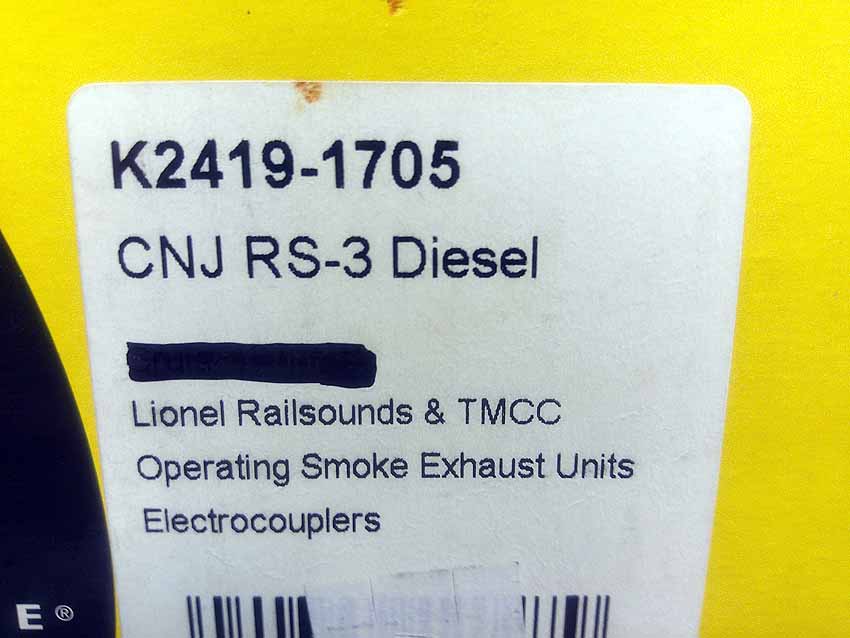 K2419-1705
CNJ RS-3 Diesel
Lionel Railsounds & TMCC
Operating Smoke Exhaust Units
Electrocouplers
E®